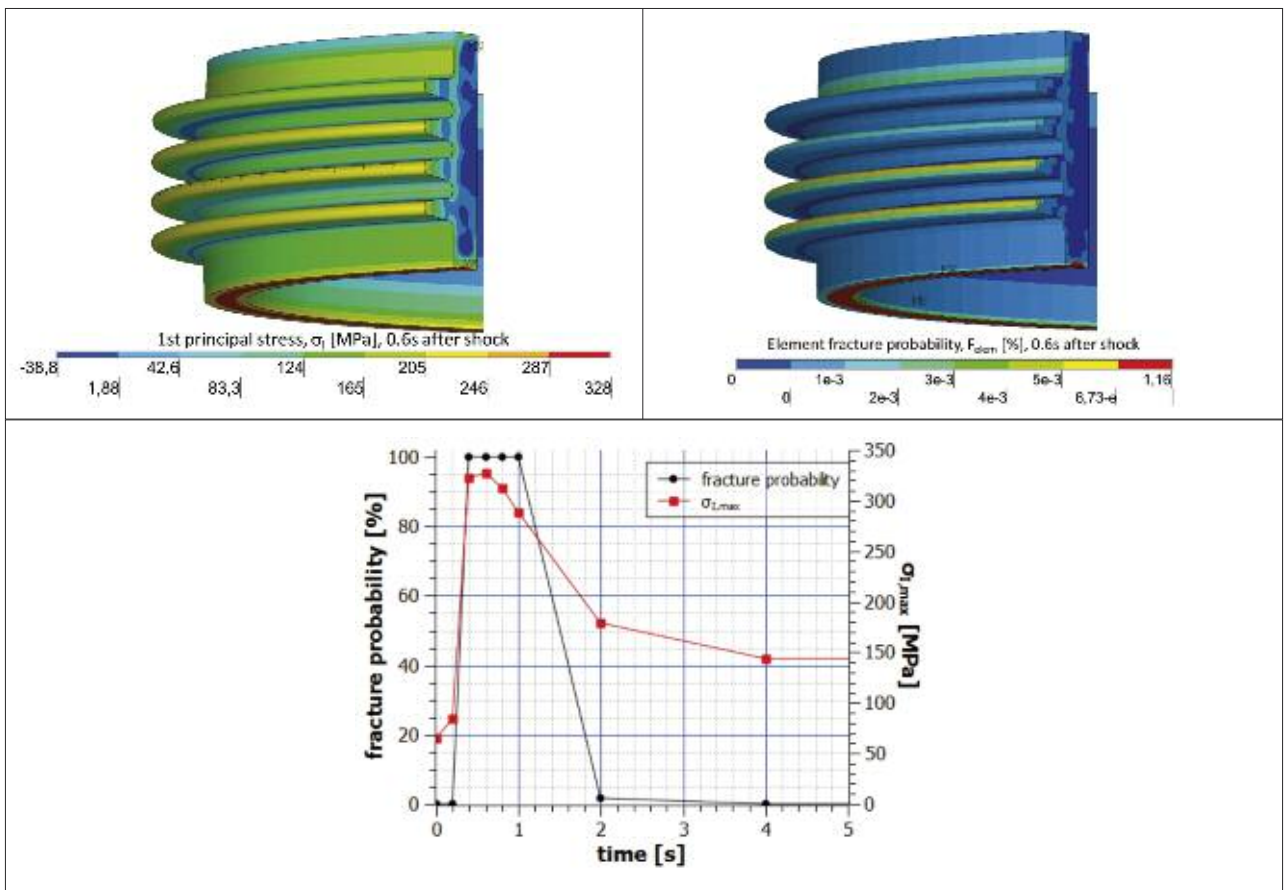 1st principal stress, σI [MPa], 0.6s after shock
-38,8 42,6 124 205 287
1,88 83,3 165 246 328
Element fracture probability, Felem [%], 0.6s after shock
0 1e-3 3e-3 5e-3 1,16
0 2e-3 4e-3 6,73-e
fracture probability [%]
100
80
60
40
20
0
fracture probability
σI,max
350
300
250
200
150
100
50
0
σI,max [MPa]
0 1 2 3 4 5
time [s]